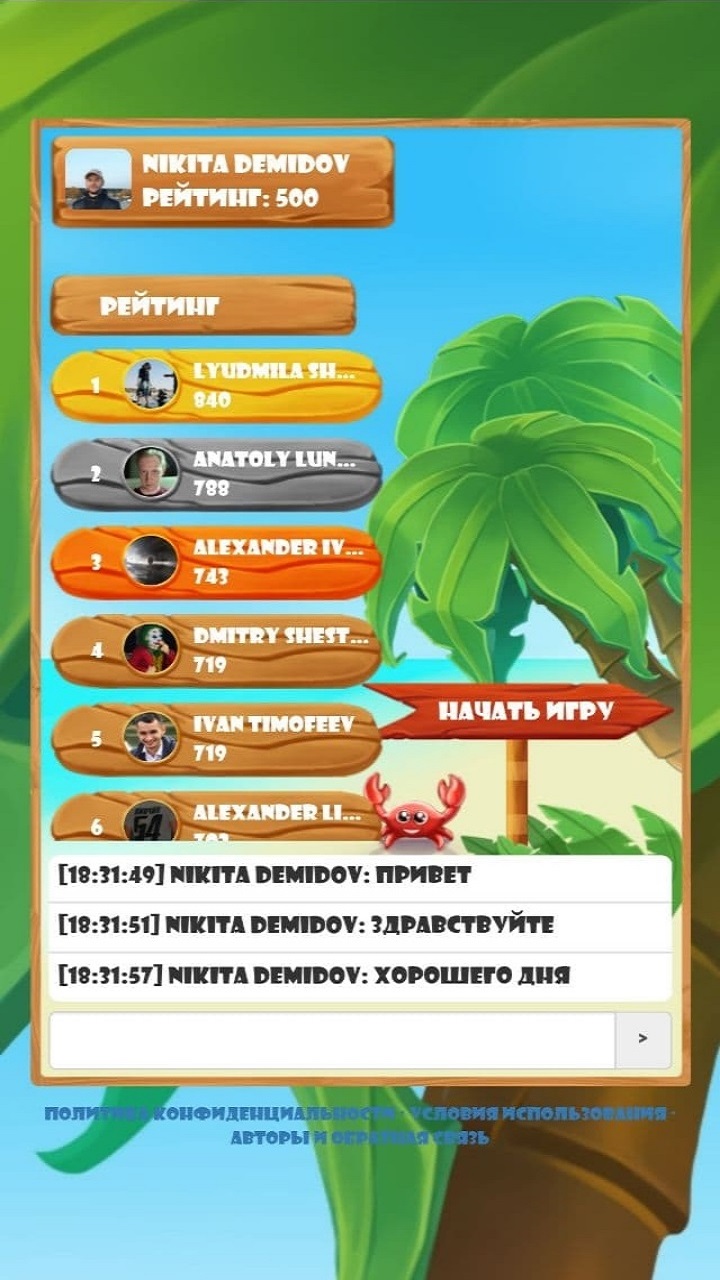 NIKITA DEMIDOV
РЕЙТИНГ: 500
РЕЙТИНГ
1
LYUDMILA SH...
840
2
ANATOLY LUN...
788
3
ALEXANDER IV...
743
4
DMITRY SHEST...
719
5
IVAN TIMOFEEV
719
6
ALEXANDER LI...
НАЧАТЬ ИГРУ
[18:31:49] NIKITA DEMIDOV: ПРИВЕТ
[18:31:51] NIKITA DEMIDOV: ЗДРАВСТВУЙТЕ
[18:31:57] NIKITA DEMIDOV: ХОРОШЕГО ДНЯ
>
ПОЛИТИКА КОНФИДЕНЦИАЛЬНОСТИ · УСЛОВИЯ ИСПОЛЬЗОВАНИЯ ·
АВТОРЫ И ОБРАТНАЯ СВЯЗЬ